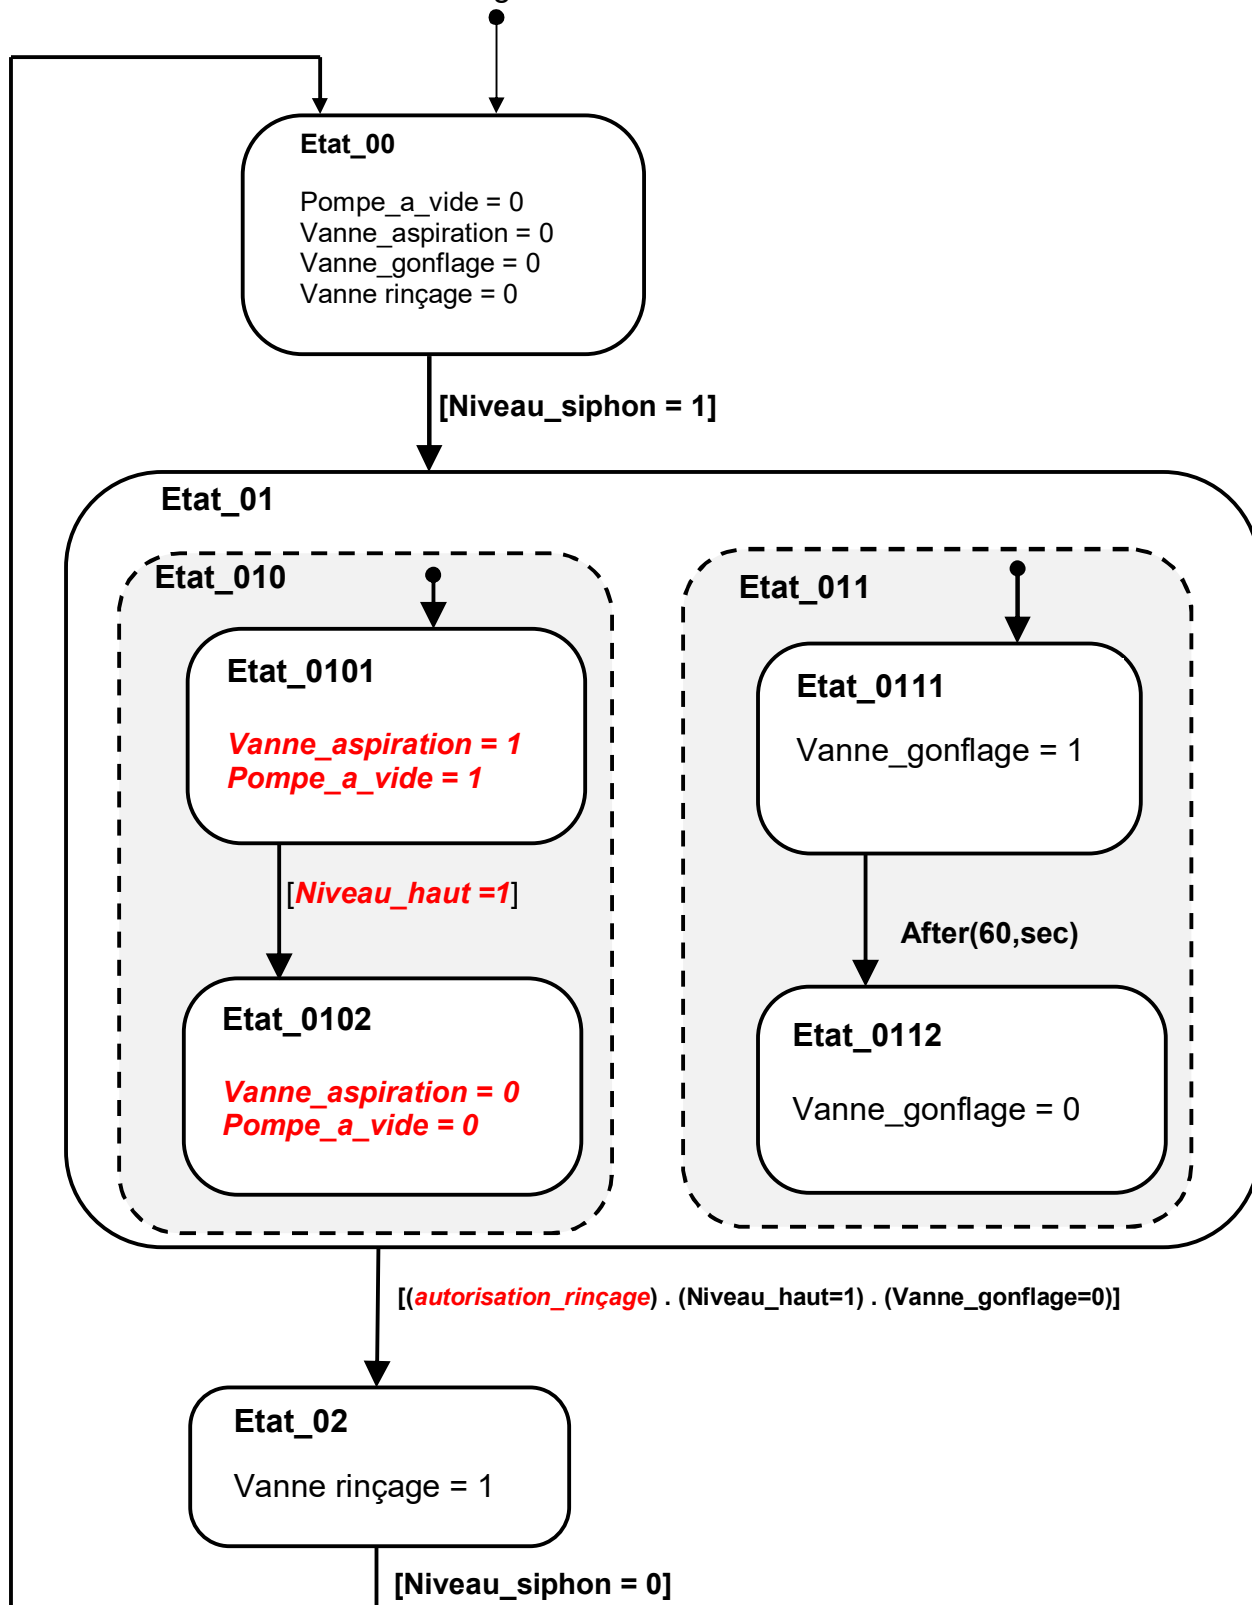 Etat_00
Pompe_a_vide = 0
Vanne_aspiration = 0
Vanne_gonflage = 0
Vanne rinçage = 0
[Niveau_siphon = 1]
Etat_01
Etat_010
Etat_011
Etat_0101
Vanne_aspiration = 1
Pompe_a_vide = 1
Etat_0111
Vanne_gonflage = 1
[Niveau_haut =1]
After(60,sec)
Etat_0102
Vanne_aspiration = 0
Pompe_a_vide = 0
Etat_0112
Vanne_gonflage = 0
[(autorisation_rinçage) . (Niveau_haut=1) . (Vanne_gonflage=0)]
Etat_02
Vanne rinçage = 1
[Niveau_siphon = 0]